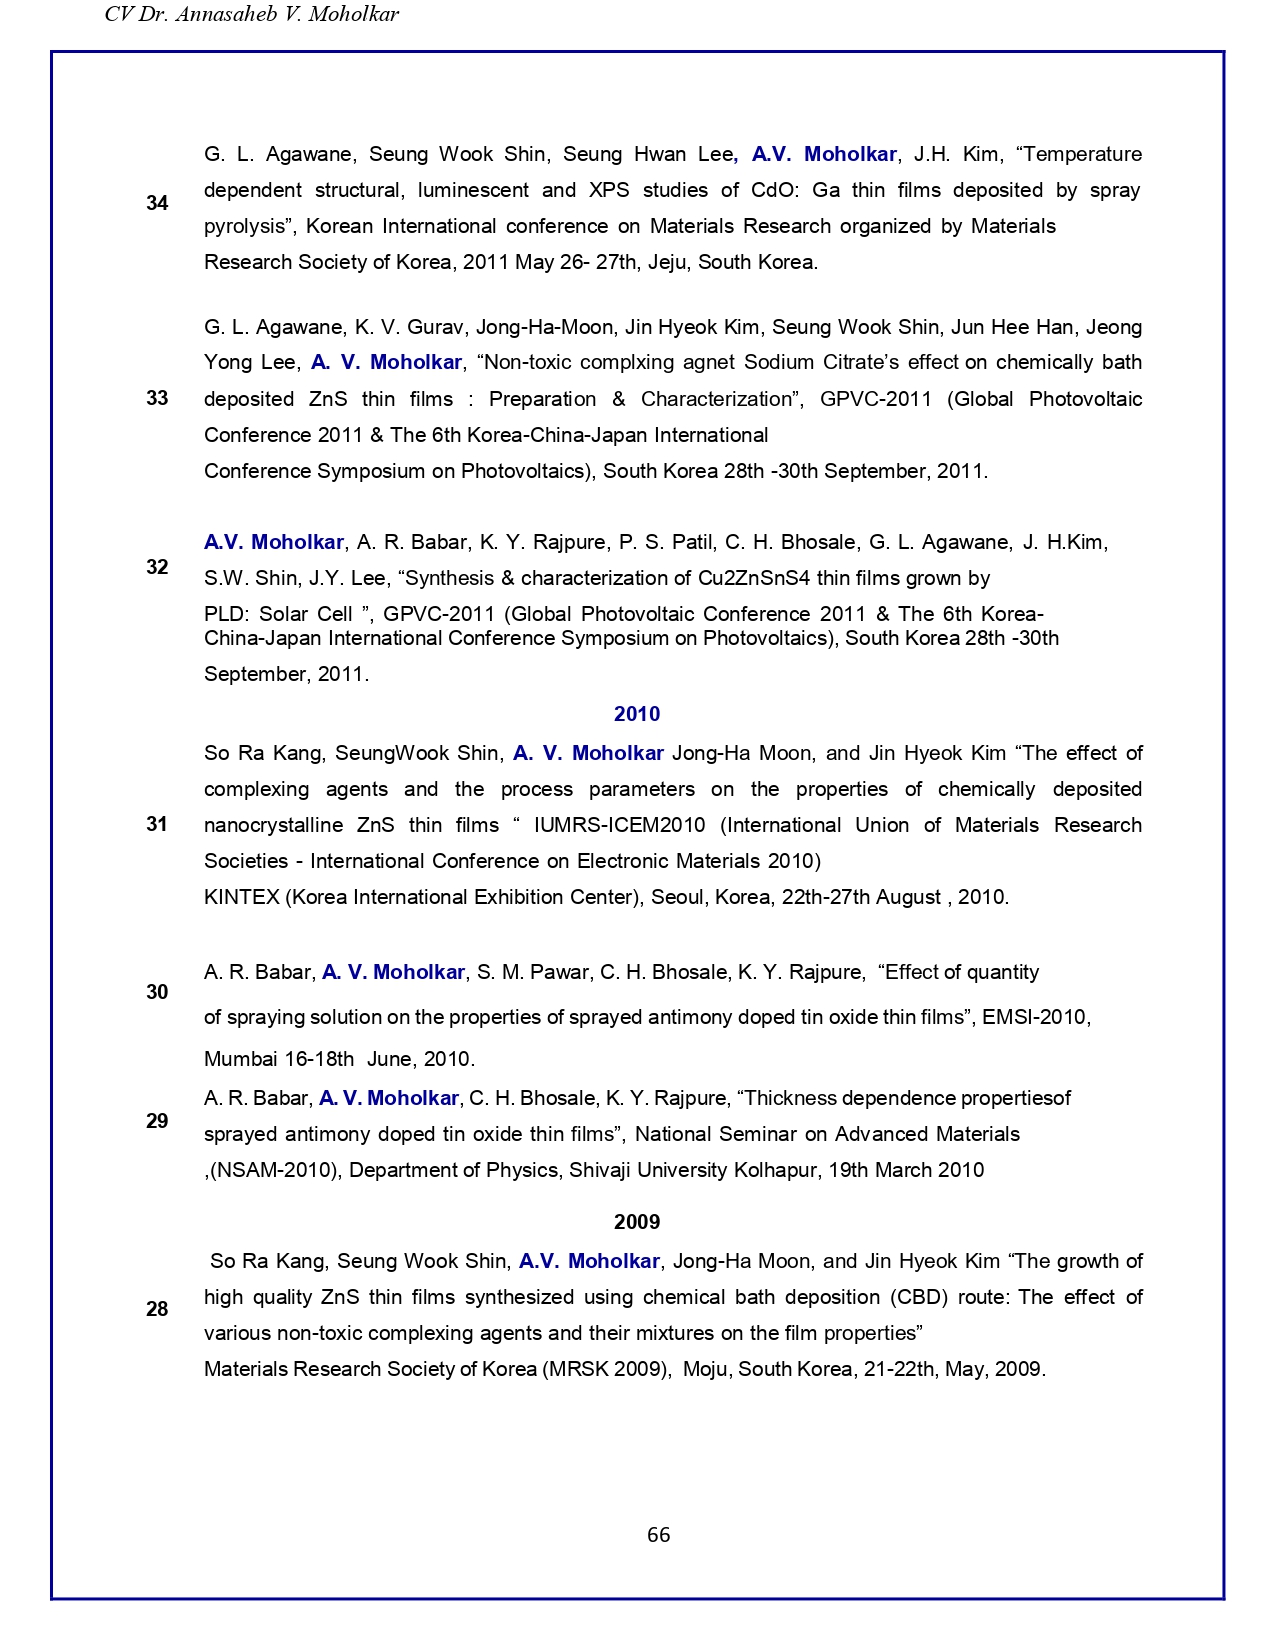 CV Dr. Annasaheb V. Moholkar
G. L. Agawane, Seung Wook Shin, Seung Hwan Lee, A.V. Moholkar, J.H. Kim, “Temperature
dependent structural, luminescent and XPS studies of CdO: Ga thin films deposited by spray
34
pyrolysis”, Korean International conference on Materials Research organized by Materials
Research Society of Korea, 2011 May 26- 27th, Jeju, South Korea.
G. L. Agawane, K. V. Gurav, Jong-Ha-Moon, Jin Hyeok Kim, Seung Wook Shin, Jun Hee Han, Jeong
Yong Lee, A. V. Moholkar, “Non-toxic complxing agnet Sodium Citrate’s effect on chemically bath
33
deposited ZnS thin films : Preparation & Characterization”, GPVC-2011 (Global Photovoltaic
Conference 2011 & The 6th Korea-China-Japan International
Conference Symposium on Photovoltaics), South Korea 28th -30th September, 2011.
A.V. Moholkar, A. R. Babar, K. Y. Rajpure, P. S. Patil, C. H. Bhosale, G. L. Agawane, J. H.Kim,
32
S.W. Shin, J.Y. Lee, “Synthesis & characterization of Cu2ZnSnS4 thin films grown by
PLD: Solar Cell ”, GPVC-2011 (Global Photovoltaic Conference 2011 & The 6th Korea-
China-Japan International Conference Symposium on Photovoltaics), South Korea 28th -30th
September, 2011.
2010
So Ra Kang, SeungWook Shin, A. V. Moholkar Jong-Ha Moon, and Jin Hyeok Kim “The effect of
complexing agents and the process parameters on the properties of chemically deposited
31
nanocrystalline ZnS thin films “ IUMRS-ICEM2010 (International Union of Materials Research
Societies - International Conference on Electronic Materials 2010)
KINTEX (Korea International Exhibition Center), Seoul, Korea, 22th-27th August , 2010.
A. R. Babar, A. V. Moholkar, S. M. Pawar, C. H. Bhosale, K. Y. Rajpure, “Effect of quantity
30
of spraying solution on the properties of sprayed antimony doped tin oxide thin films”, EMSI-2010,
Mumbai 16-18th June, 2010.
A. R. Babar, A. V. Moholkar, C. H. Bhosale, K. Y. Rajpure, “Thickness dependence propertiesof
29
sprayed antimony doped tin oxide thin films”, National Seminar on Advanced Materials
,(NSAM-2010), Department of Physics, Shivaji University Kolhapur, 19th March 2010
2009
So Ra Kang, Seung Wook Shin, A.V. Moholkar, Jong-Ha Moon, and Jin Hyeok Kim “The growth of
high quality ZnS thin films synthesized using chemical bath deposition (CBD) route: The effect of
28
various non-toxic complexing agents and their mixtures on the film properties”
Materials Research Society of Korea (MRSK 2009), Moju, South Korea, 21-22th, May, 2009.
66